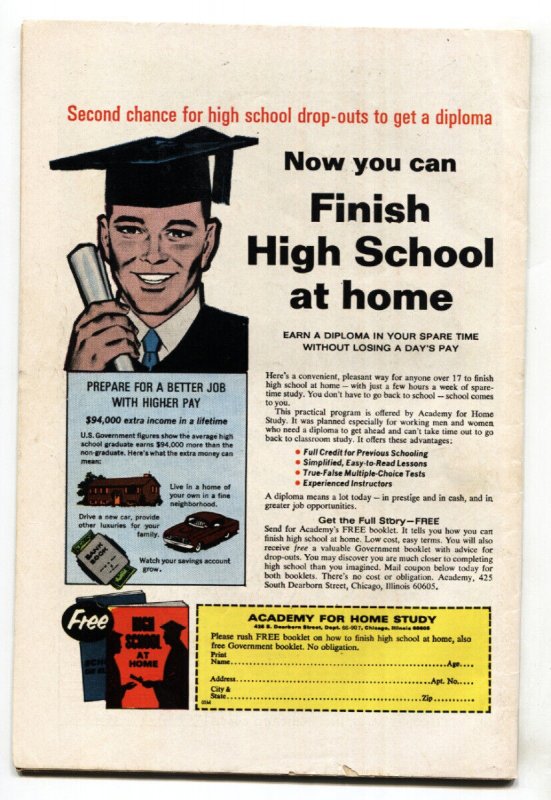 Second chance for high school drop-outs to get a diploma
Now you can
Finish
High School
at home
EARN A DIPLOMA IN YOUR SPARE TIME
WITHOUT LOSING A DAY'S PAY
PREPARE FOR A BETTER JOB
WITH HIGHER PAY
$94,000 extra income in a lifetime
U.S. Government figures show the average high
school graduate earns $94,000 more than the
non-graduate. Here's what the extra money can
mean:
Live in a home of
your own in a fine
neighborhood.
Drive a new car, provide
other luxuries for your
family.
BANK
BOOK
Watch your savings account
grow.
Here's a convenient, pleasant way for anyone over 17 to finish
high school at home — with just a few hours a week of spare-
time study. You don't have to go back to school — school comes
to you.
This practical program is offered by Academy for Home
Study. It was planned especially for working men and women
who need a diploma to get ahead and can't take time out to go
back to classroom study. It offers these advantages:
• Full Credit for Previous Schooling
• Simplified, Easy-to-Read Lessons
• True-False Multiple-Choice Tests
• Experienced Instructors
A diploma means a lot today — in prestige and in cash, and in
greater job opportunities.
Get the Full Story—FREE
Send for Academy's FREE booklet. It tells you how you can
finish high school at home. Low cost, easy terms. You will also
receive free a valuable Government booklet with advice for
drop-outs. You may discover you are much closer to completing
high school than you imagined. Mail coupon below today for
both booklets. There's no cost or obligation. Academy, 425
South Dearborn Street, Chicago, Illinois 60605.
Free
HIGH
SCHOOL
AT
HOME
ACADEMY FOR HOME STUDY
Chicago, Illinois 60605
Please rush FREE booklet on how to finish high school at home, also
free Government booklet. No obligation.
Print
Name Age
Address Apt. No.
City &
State Zip